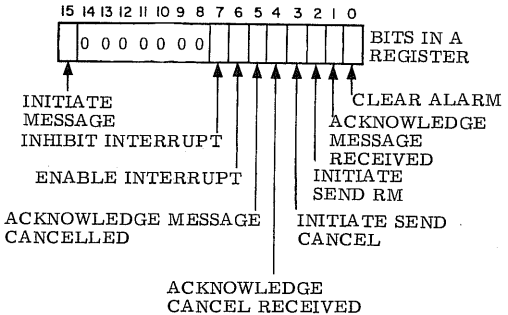 15 14 13 12 11 10 9 8 7 6 5 4 3 2 1 0
0 0 0 0 0 0 0
BITS IN A
REGISTER
INITIATE
MESSAGE
CLEAR ALARM
ACKNOWLEDGE
MESSAGE
RECEIVED
INHIBIT INTERRUPT
ENABLE INTERRUPT
INITIATE
SEND RM
ACKNOWLEDGE MESSAGE
CANCELLED
INITIATE SEND
CANCEL
ACKNOWLEDGE
CANCEL RECEIVED